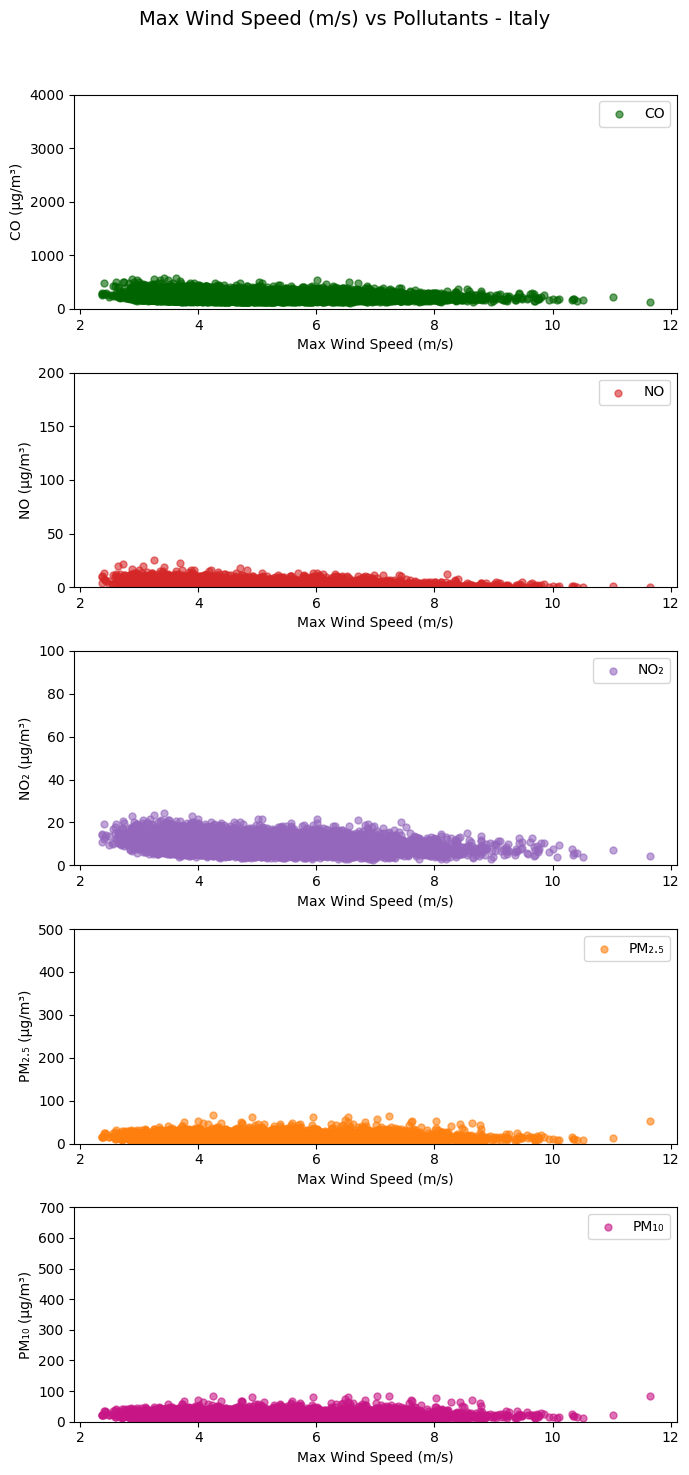 Max Wind Speed (m/s) vs Pollutants - Italy
4000
3000
2000
1000
0
CO (μg/m³)
CO
2 4 6 8 10 12
Max Wind Speed (m/s)
200
150
100
50
0
NO (μg/m³)
NO
2 4 6 8 10 12
Max Wind Speed (m/s)
100
80
60
40
20
0
NO₂ (μg/m³)
NO₂
2 4 6 8 10 12
Max Wind Speed (m/s)
500
400
300
200
100
0
PM₂.₅ (μg/m³)
PM₂.₅
2 4 6 8 10 12
Max Wind Speed (m/s)
700
600
500
400
300
200
100
0
PM₁₀ (μg/m³)
PM₁₀
2 4 6 8 10 12
Max Wind Speed (m/s)